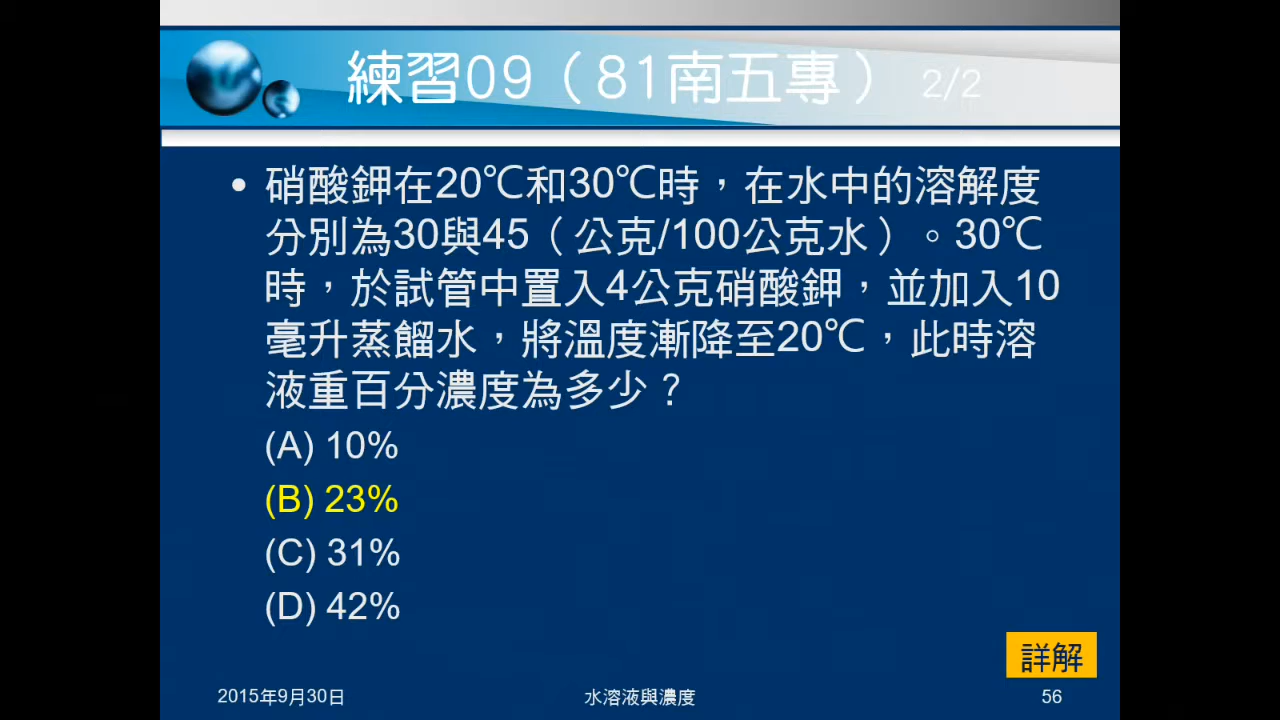 練習09（81南五專） 2/2
• 硝酸鉀在20℃和30℃時，在水中的溶解度
分別為30與45（公克/100公克水）。30℃
時，於試管中置入4公克硝酸鉀，並加入10
毫升蒸餾水，將溫度漸降至20℃，此時溶
液重百分濃度為多少？
(A) 10%
(B) 23%
(C) 31%
(D) 42%
詳解
2015年9月30日 水溶液與濃度 56